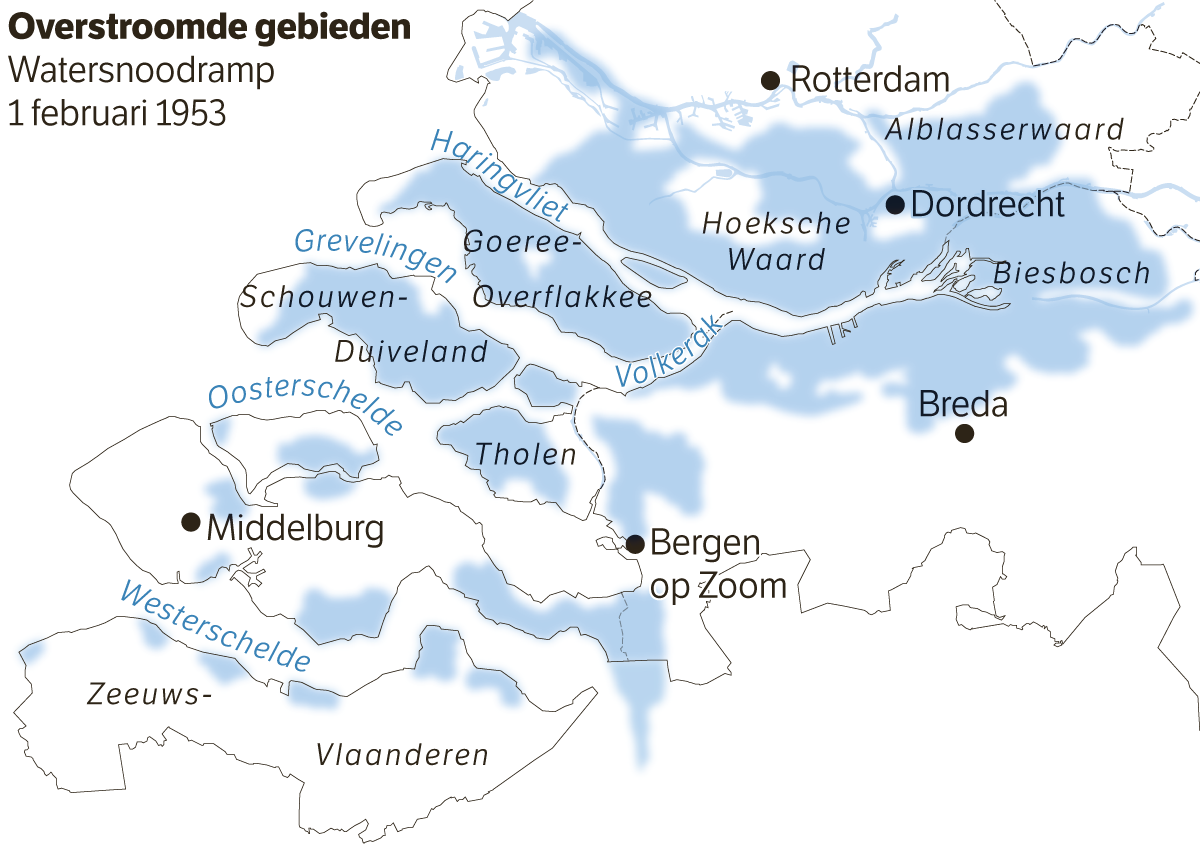 Overstroomde gebieden
Watersnoodramp
1 februari 1953
Rotterdam
Alblasserwaard
Haringvliet
Dordrecht
Hoeksche
Waard
Grevelingen
Goeree-
Overflakkee
Biesbosch
Schouwen-
Duiveland
Volkerak
Oosterschelde
Breda
Tholen
Middelburg
Bergen
op Zoom
Westerschelde
Zeeuws-
Vlaanderen